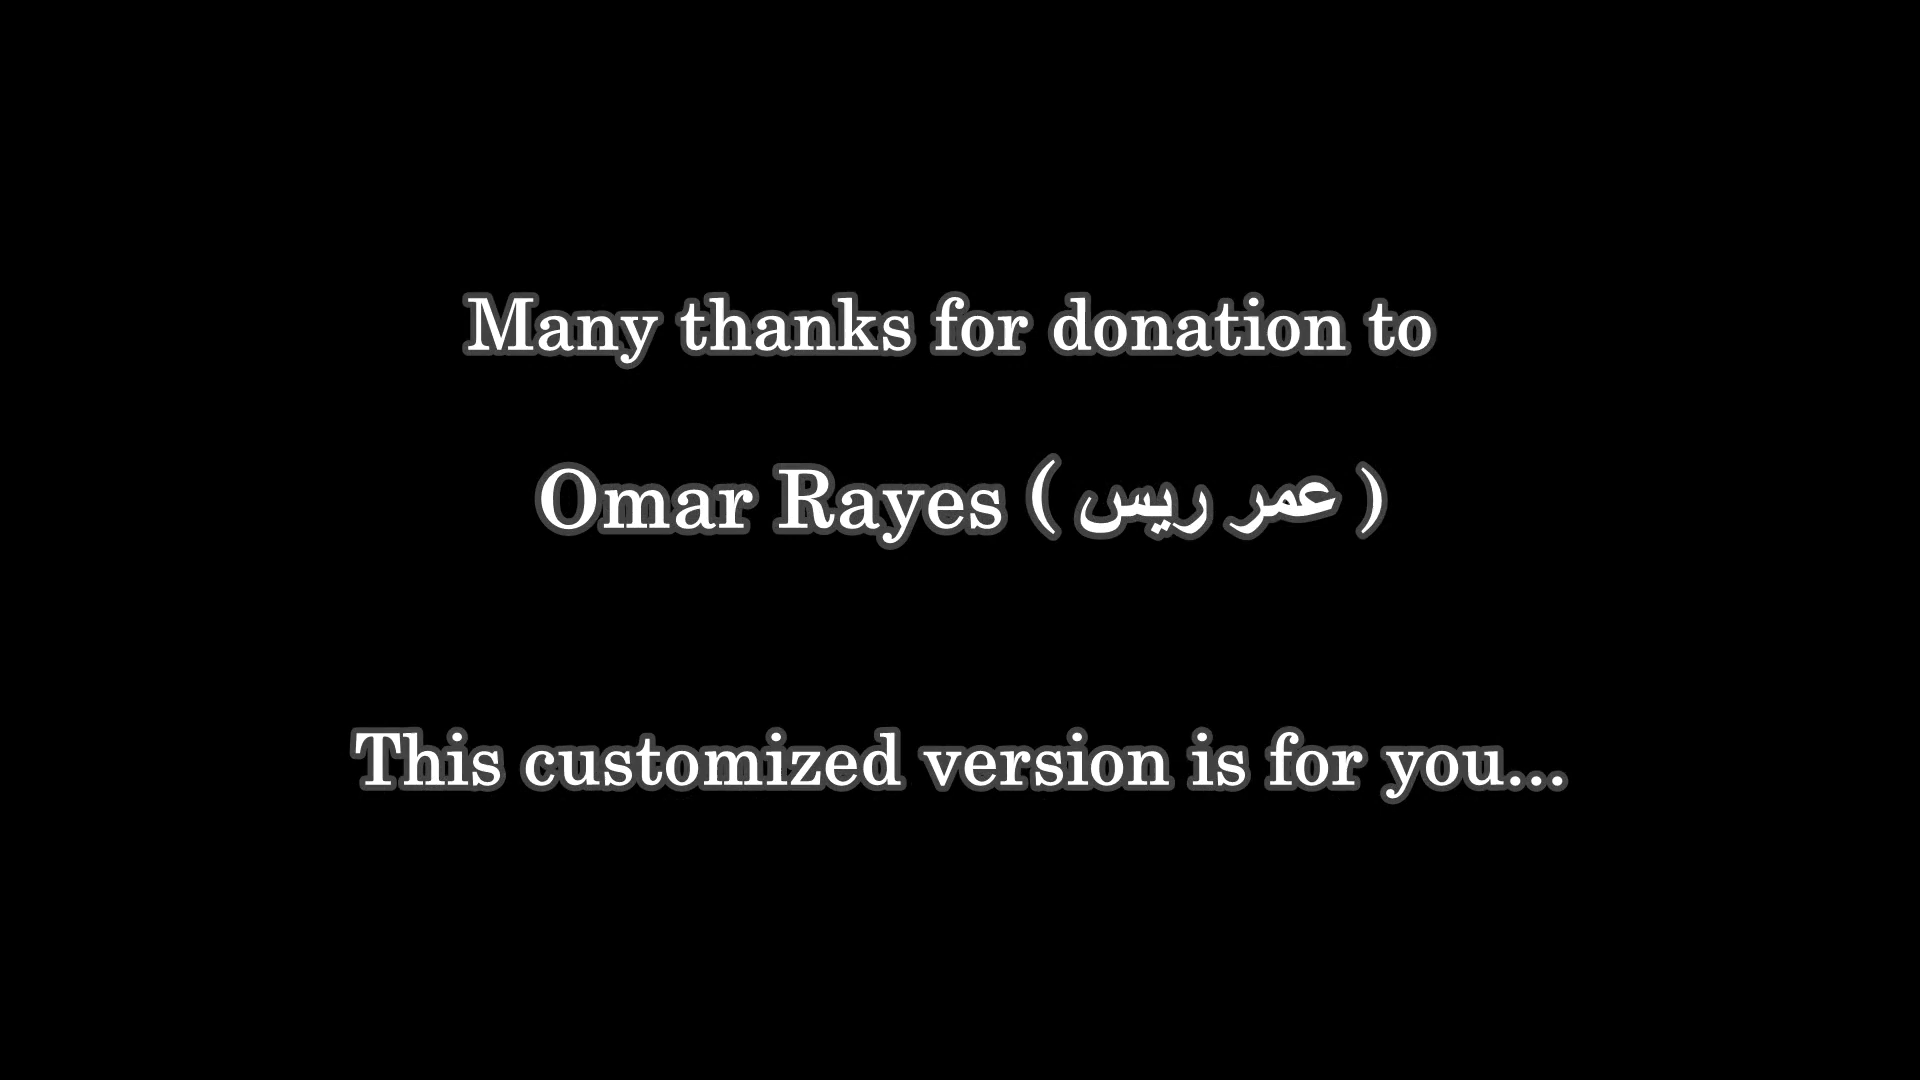 Many thanks for donation to
Omar Rayes ( عمر ريس )
This customized version is for you...